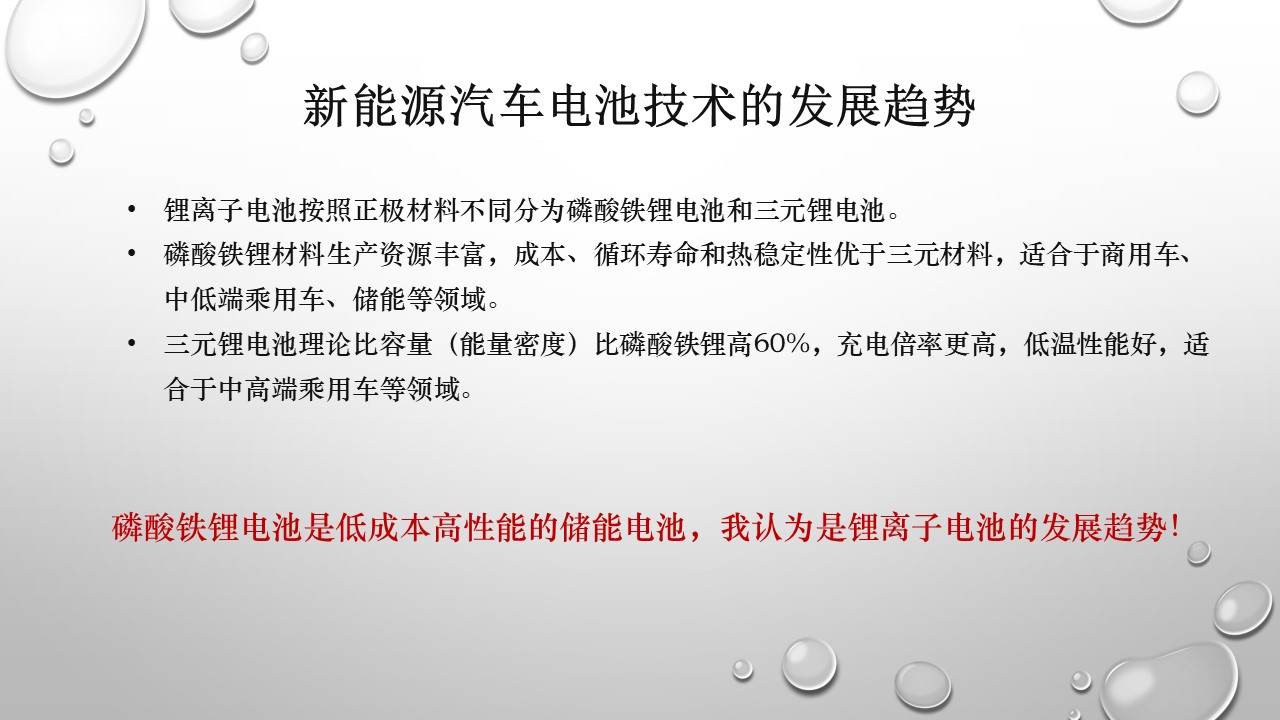 新能源汽车电池技术的发展趋势
• 锂离子电池按照正极材料不同分为磷酸铁锂电池和三元锂电池。
• 磷酸铁锂材料生产资源丰富，成本、循环寿命和热稳定性优于三元材料，适合于商用车、
中低端乘用车、储能等领域。
• 三元锂电池理论比容量（能量密度）比磷酸铁锂高60%，充电倍率更高，低温性能好，适
合于中高端乘用车等领域。
磷酸铁锂电池是低成本高性能的储能电池，我认为是锂离子电池的发展趋势！